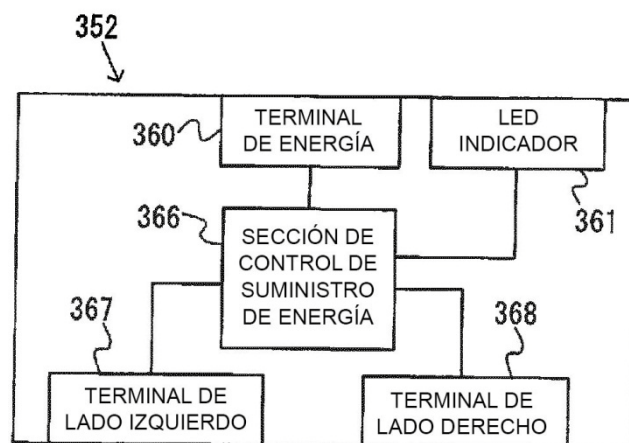 352
TERMINAL
DE ENERGÍA
360
LED
INDICADOR
361
366
SECCIÓN DE
CONTROL DE
SUMINISTRO
DE ENERGÍA
367
368
TERMINAL DE
LADO IZQUIERDO
TERMINAL DE
LADO DERECHO